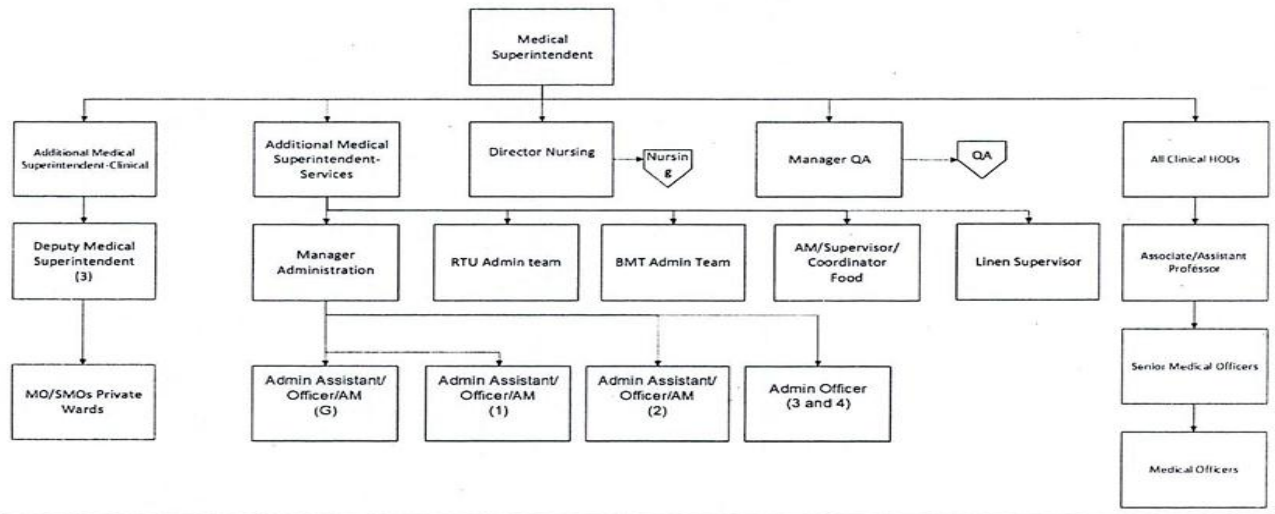 Medical
Superintendent
Additional Medical
Superintendent-Clinical
Additional Medical
Superintendent-
Services
Director Nursing
Nursin
g
Manager QA
QA
All Clinical HODs
Deputy Medical
Superintendent
(3)
Manager
Administration
RTU Admin team
BMT Admin Team
AM/Supervisor/
Coordinator
Food
Linen Supervisor
Associate/Assistant
Professor
MO/SMOs Private
Wards
Admin Assistant/
Officer/AM
(G)
Admin Assistant/
Officer/AM
(1)
Admin Assistant/
Officer/AM
(2)
Admin Officer
(3 and 4)
Senior Medical Officers
Medical Officers